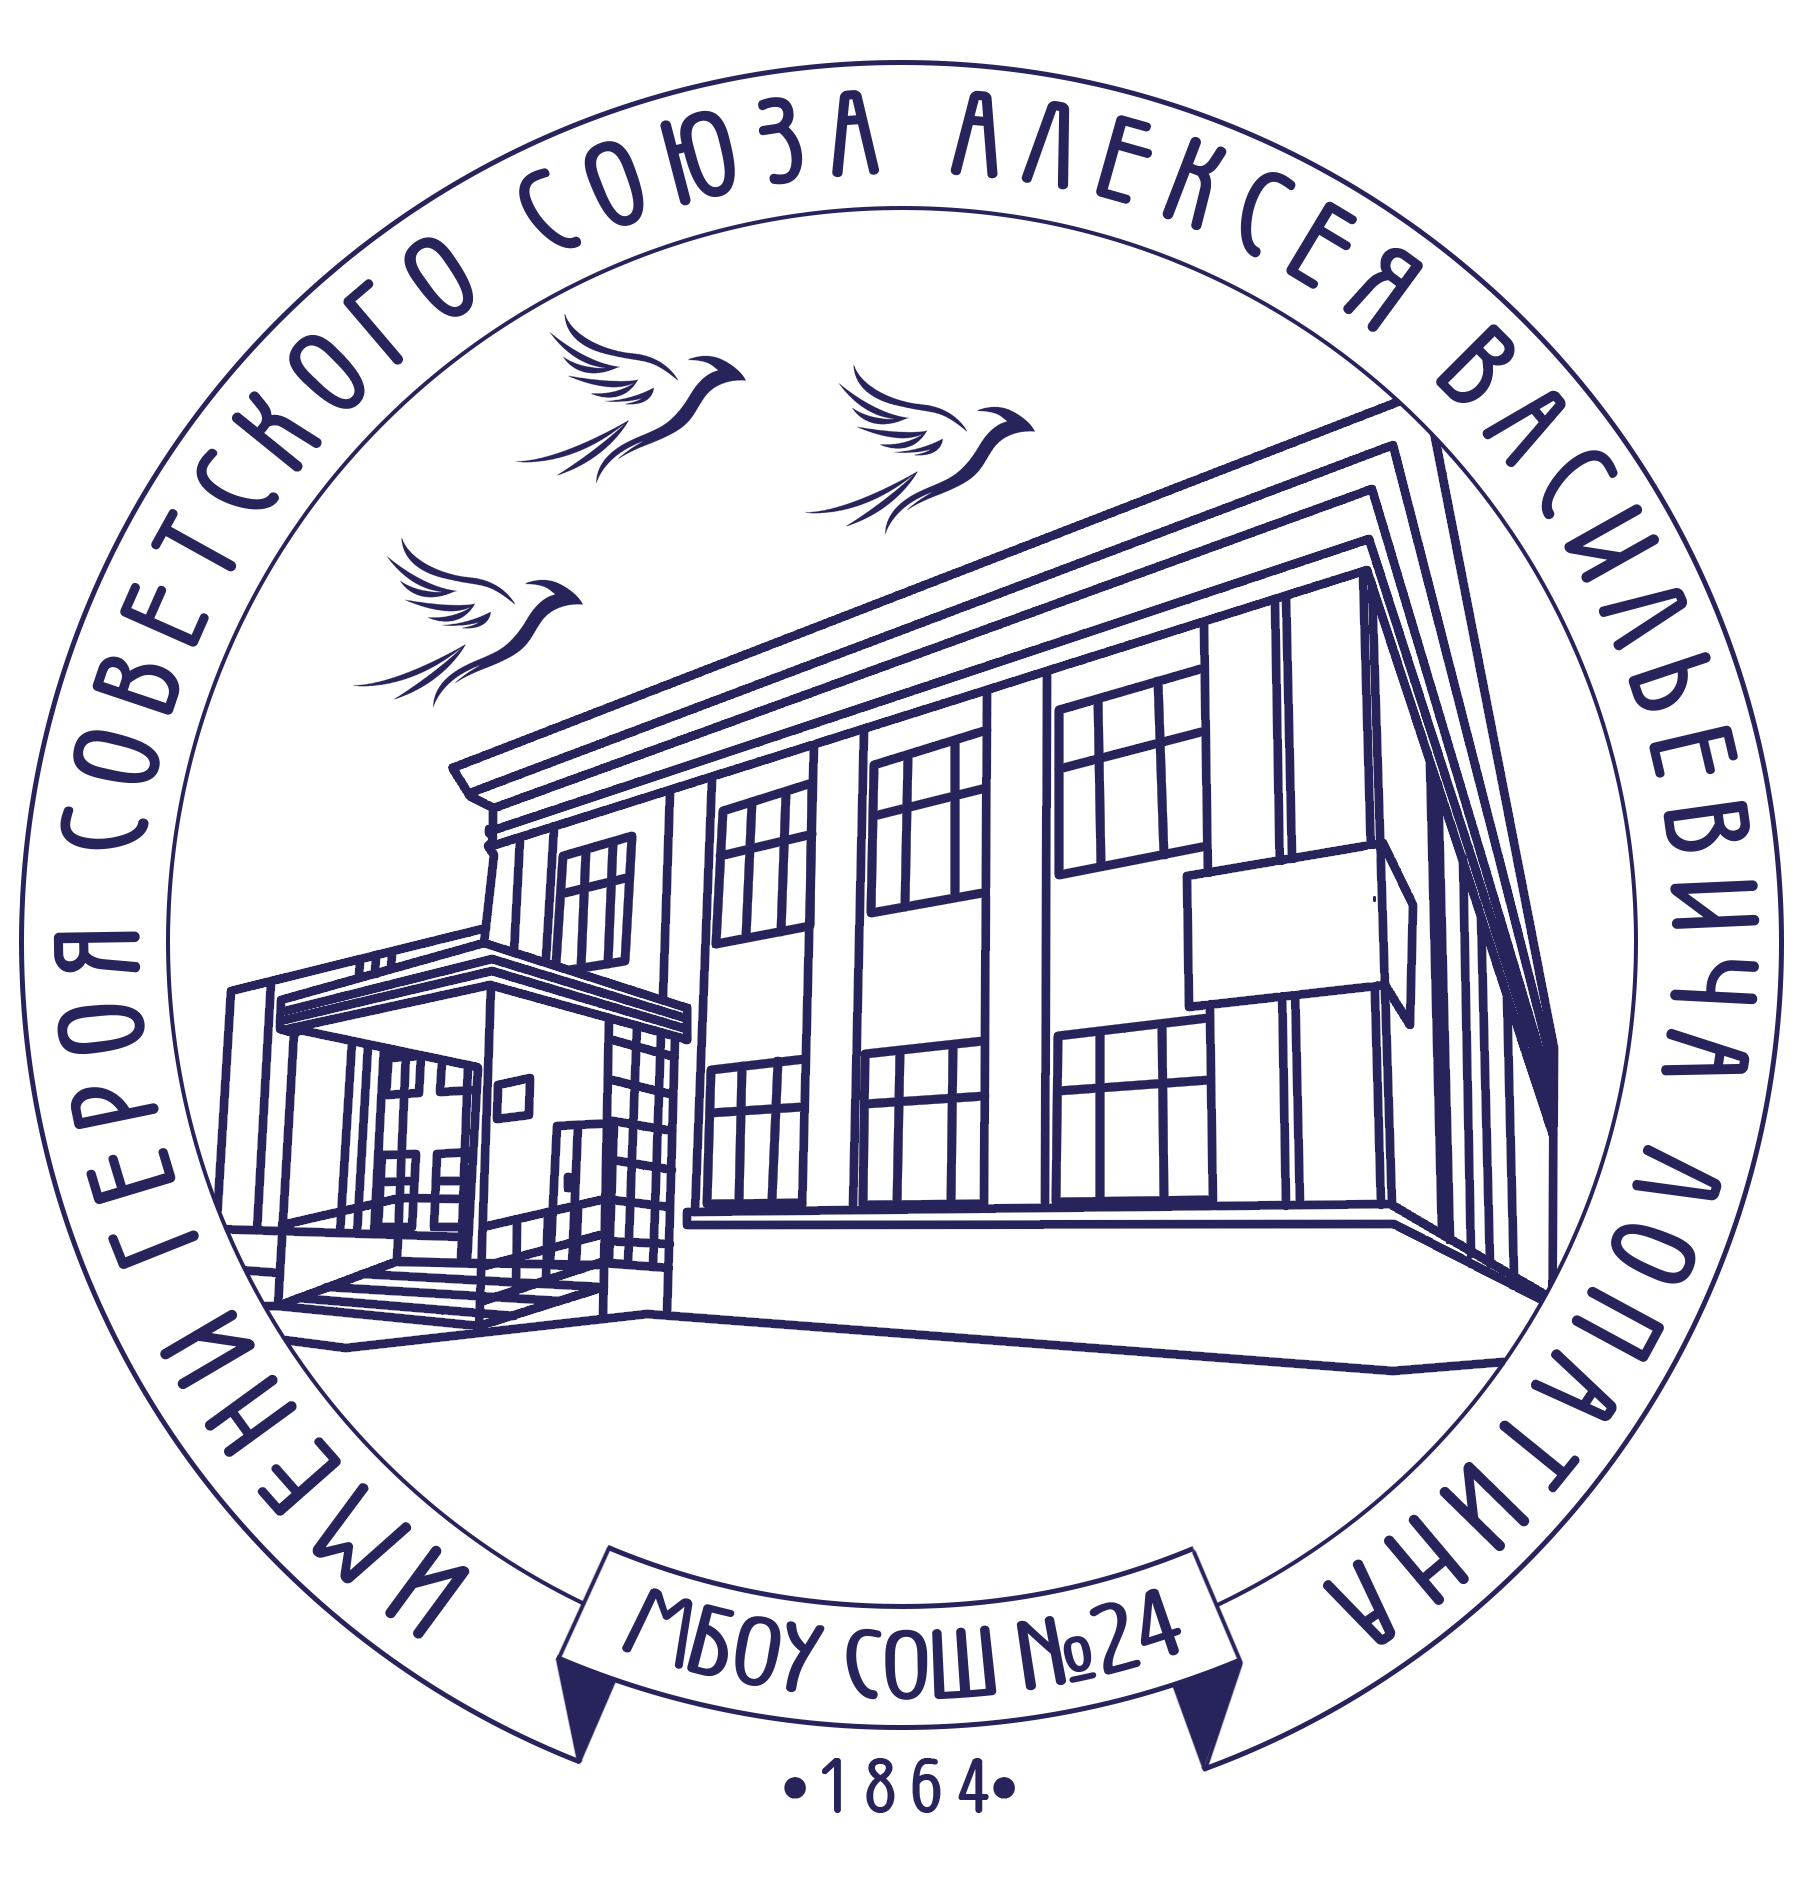 ИМЕНИ ГЕРОЯ СОВЕТСКОГО СОЮЗА АЛЕКСЕЯ ВАСИЛЬЕВИЧА ЛОПАТИНА
МБОУ СОШ №24
•1864•